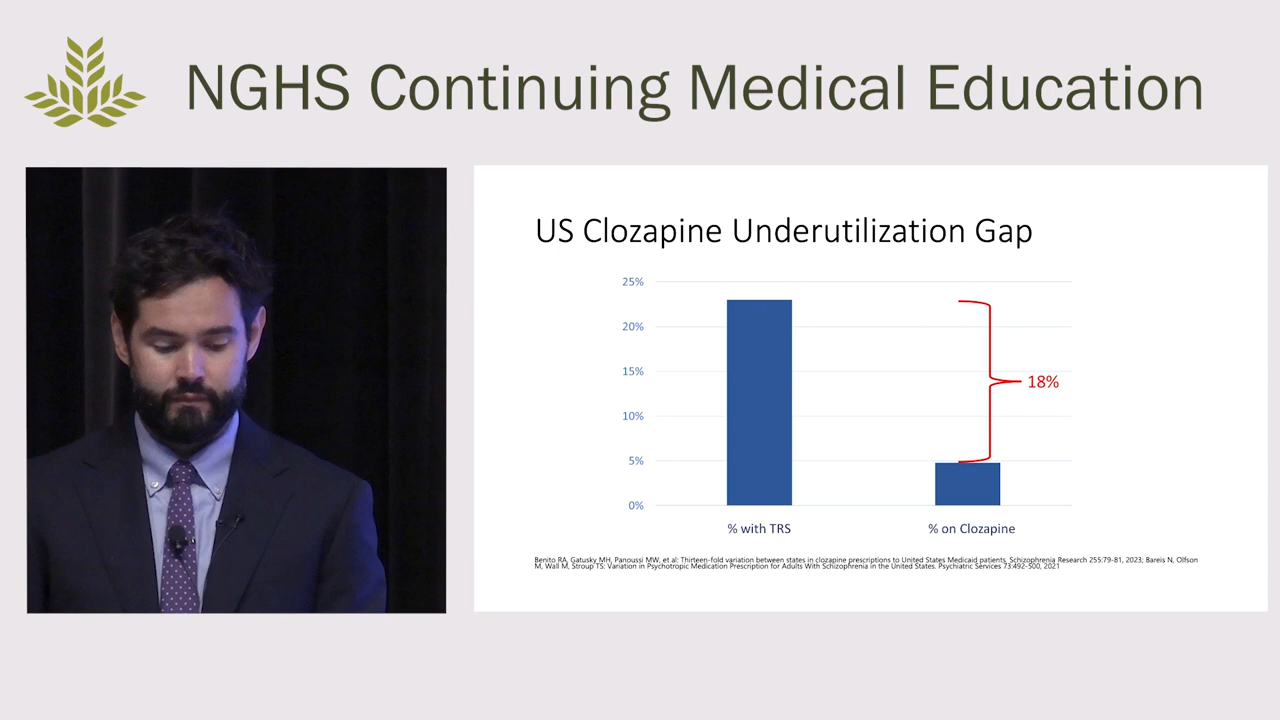 NGHS Continuing Medical Education
US Clozapine Underutilization Gap
25%
20%
15%
10%
5%
0%
18%
% with TRS
% on Clozapine
Benito RA, Gatusky MH, Panoussi MW, et al: Thirteen-fold variation between states in clozapine prescriptions to United States Medicaid patients, Schizophrenia Research 255:79-81, 2023; Bareis N, Olfson
M, Wall M, Stroup TS: Variation in Psychotropic Medication Prescription for Adults With Schizophrenia in the United States. Psychiatric Services 73:492-500, 2021